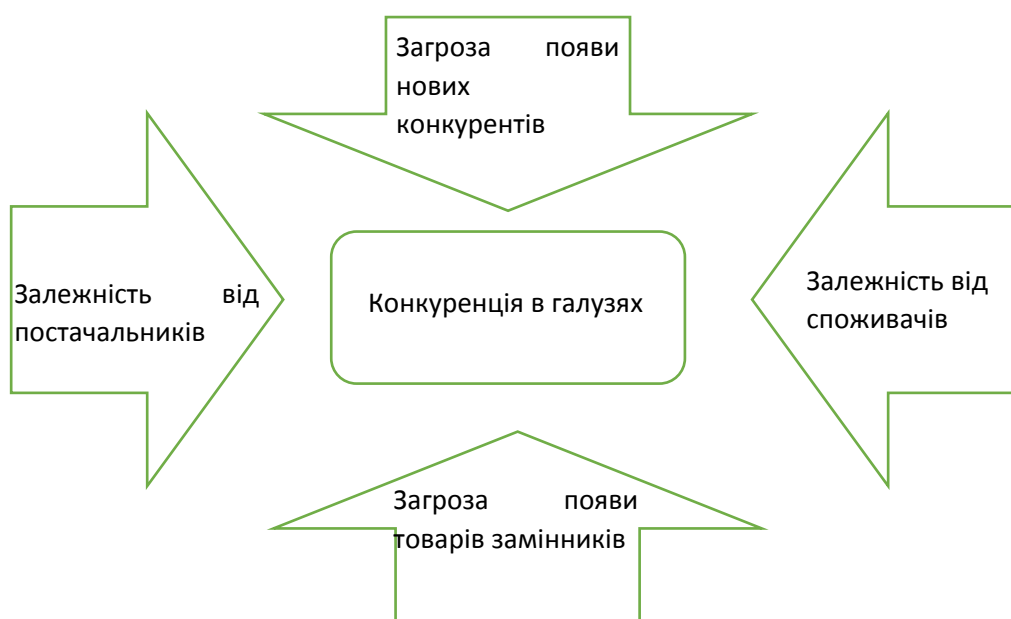 Загроза появи
нових
конкурентів
Залежність від
постачальників
Конкуренція в галузях
Залежність від
споживачів
Загроза появи
товарів замінників